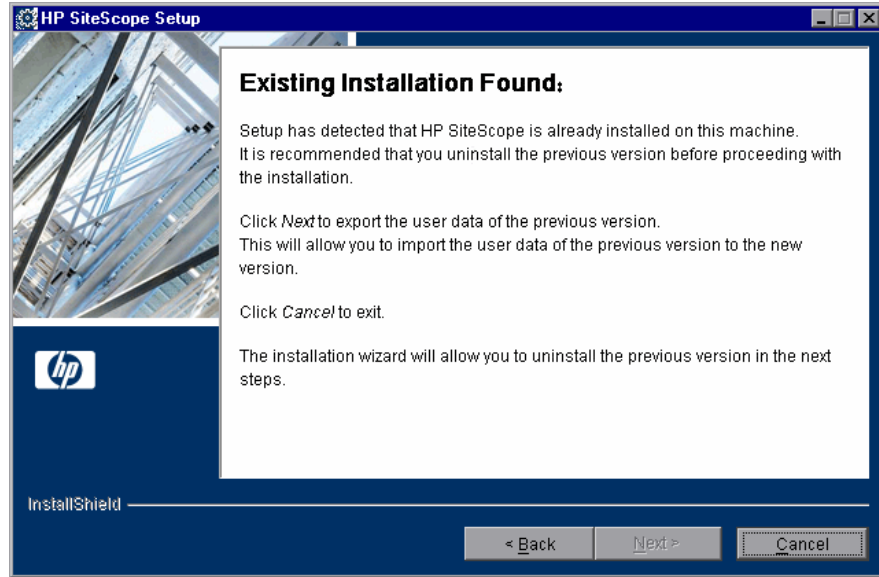 HP SiteScope Setup
Existing Installation Found:
Setup has detected that HP SiteScope is already installed on this machine.
It is recommended that you uninstall the previous version before proceeding with
the installation.
Click Next to export the user data of the previous version.
This will allow you to import the user data of the previous version to the new
version.
Click Cancel to exit.
The installation wizard will allow you to uninstall the previous version in the next
steps.
hp
InstallShield
< Back
Next >
Cancel